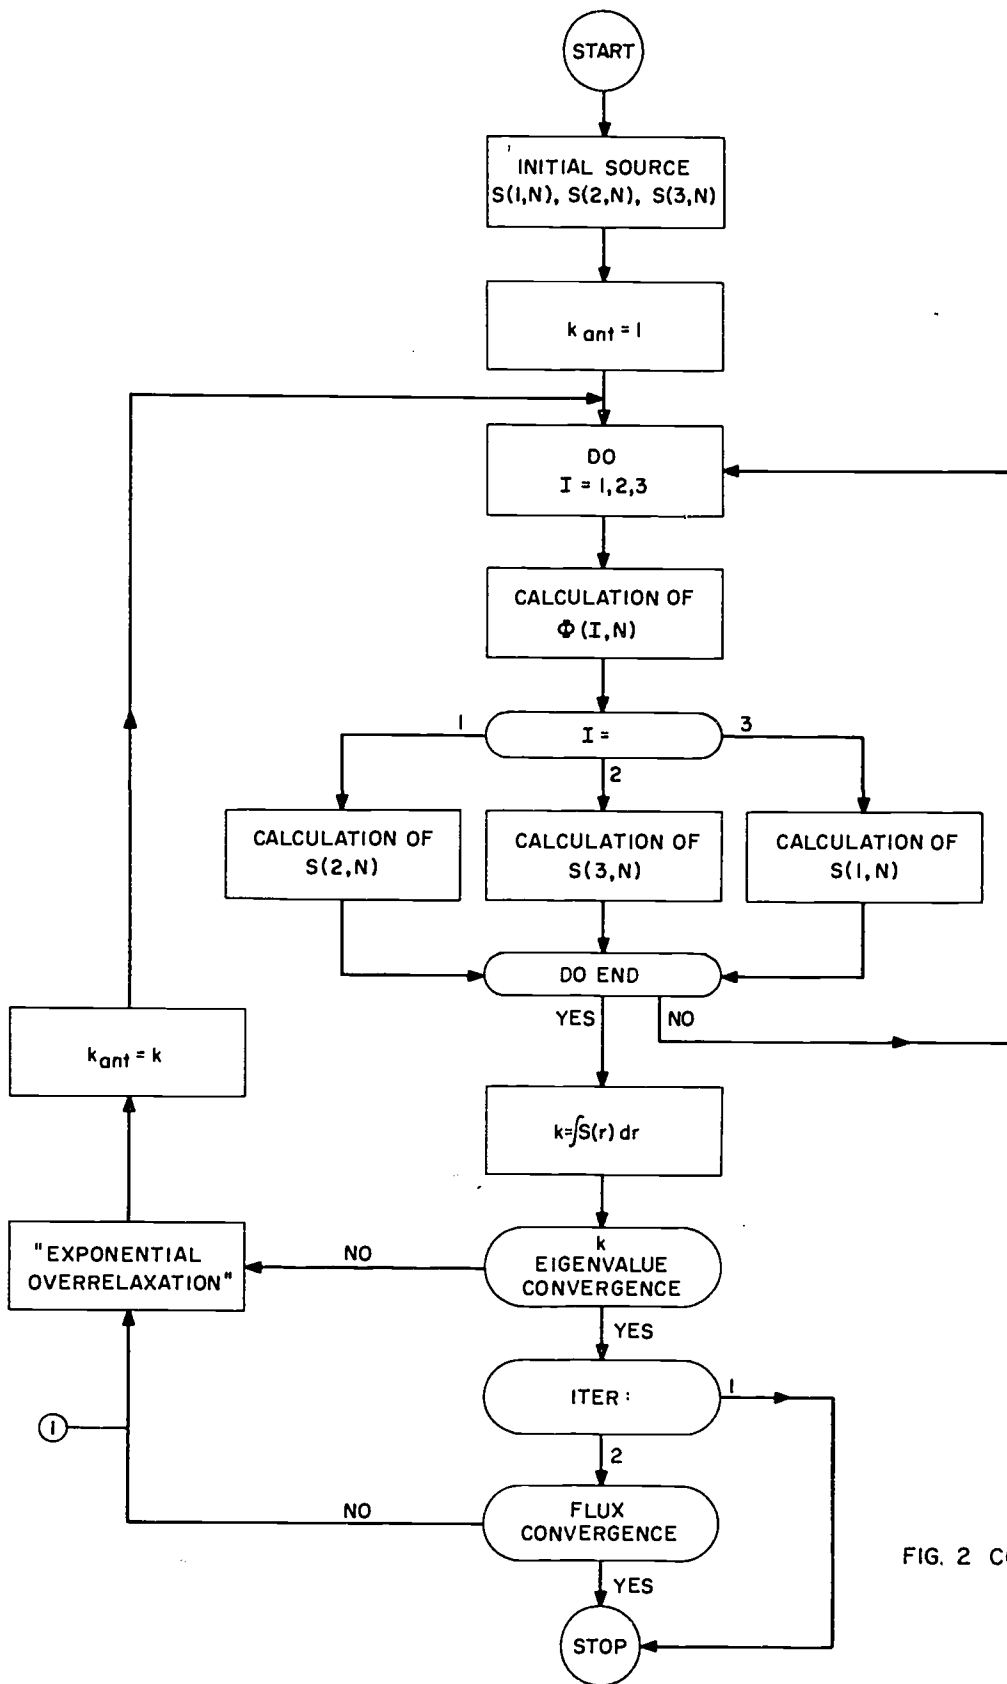 START
INITIAL SOURCE
S(1,N), S(2,N), S(3,N)
k ant = 1
DO
I = 1,2,3
CALCULATION OF
Φ(I,N)
1
I =
3
2
CALCULATION OF
S(2,N)
CALCULATION OF
S(3,N)
CALCULATION OF
S(1,N)
DO END
YES
NO
k ant = k
k=∫S(r) dr
"EXPONENTIAL
OVERRELAXATION"
NO
k
EIGENVALUE
CONVERGENCE
YES
ITER :
1
i
2
NO
FLUX
CONVERGENCE
YES
STOP
FIG. 2